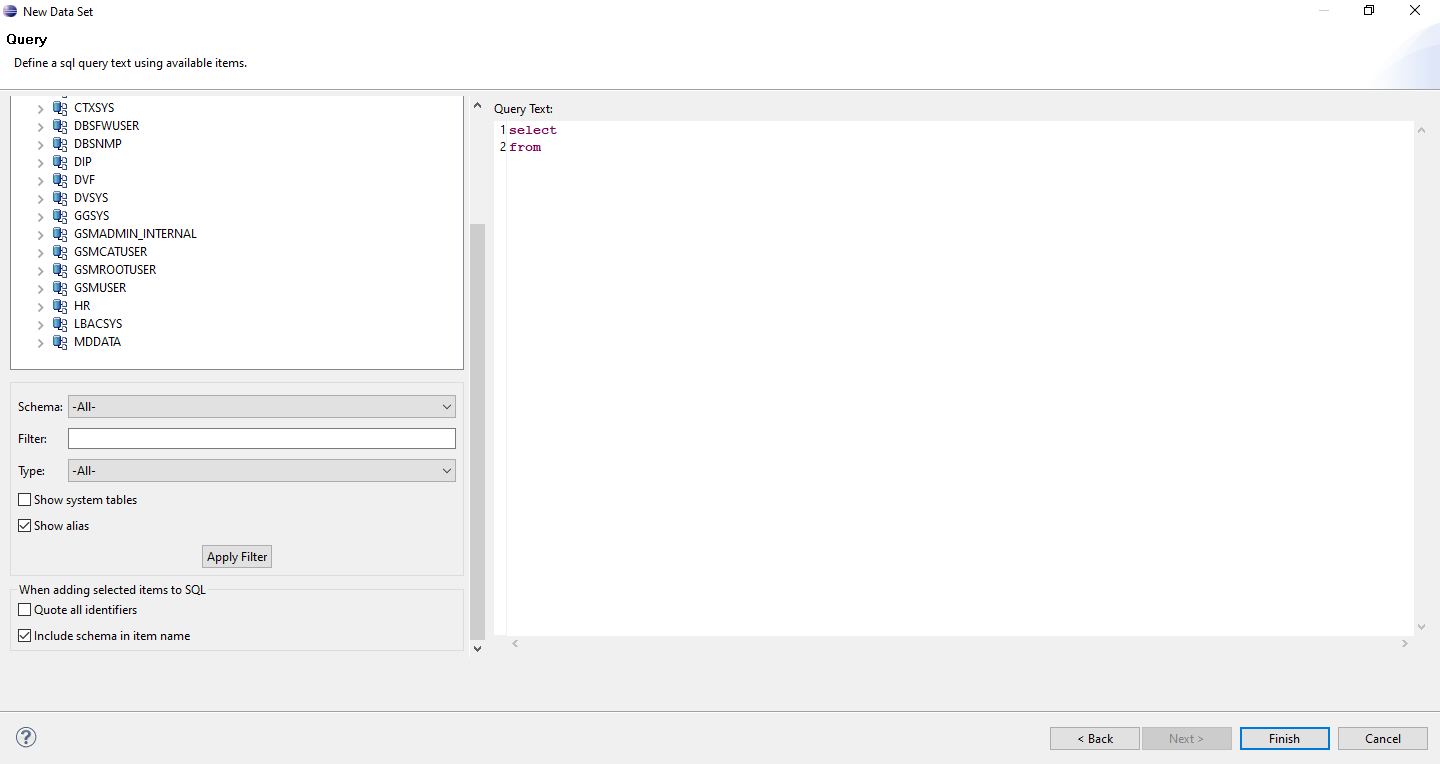 New Data Set
Query
Define a sql query text using available items.
CTXSYS
DBSFWUSER
DBSNMP
DIP
DVF
DVSYS
GGSYS
GSMADMIN_INTERNAL
GSMCATUSER
GSMROOTUSER
GSMUSER
HR
LBACSYS
MDDATA
Schema: -All-
Filter:
Type: -All-
Show system tables
Show alias
Apply Filter
When adding selected items to SQL
Quote all identifiers
Include schema in item name
Query Text:
1 select
2 from
?
< Back Next > Finish Cancel